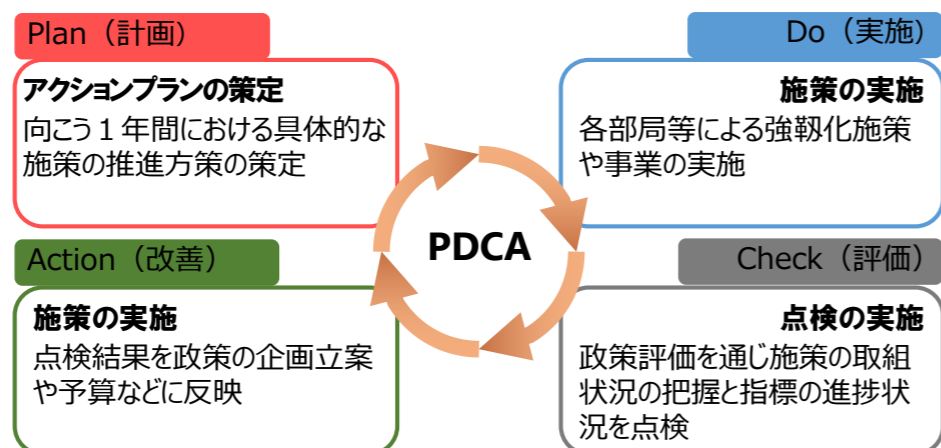 Plan（計画）
アクションプランの策定
向こう１年間における具体的な
施策の推進方策の策定
Do（実施）
施策の実施
各部局等による強靱化施策
や事業の実施
PDCA
Action（改善）
施策の実施
点検結果を政策の企画立案
や予算などに反映
Check（評価）
点検の実施
政策評価を通じ施策の取組
状況の把握と指標の進捗状
況を点検